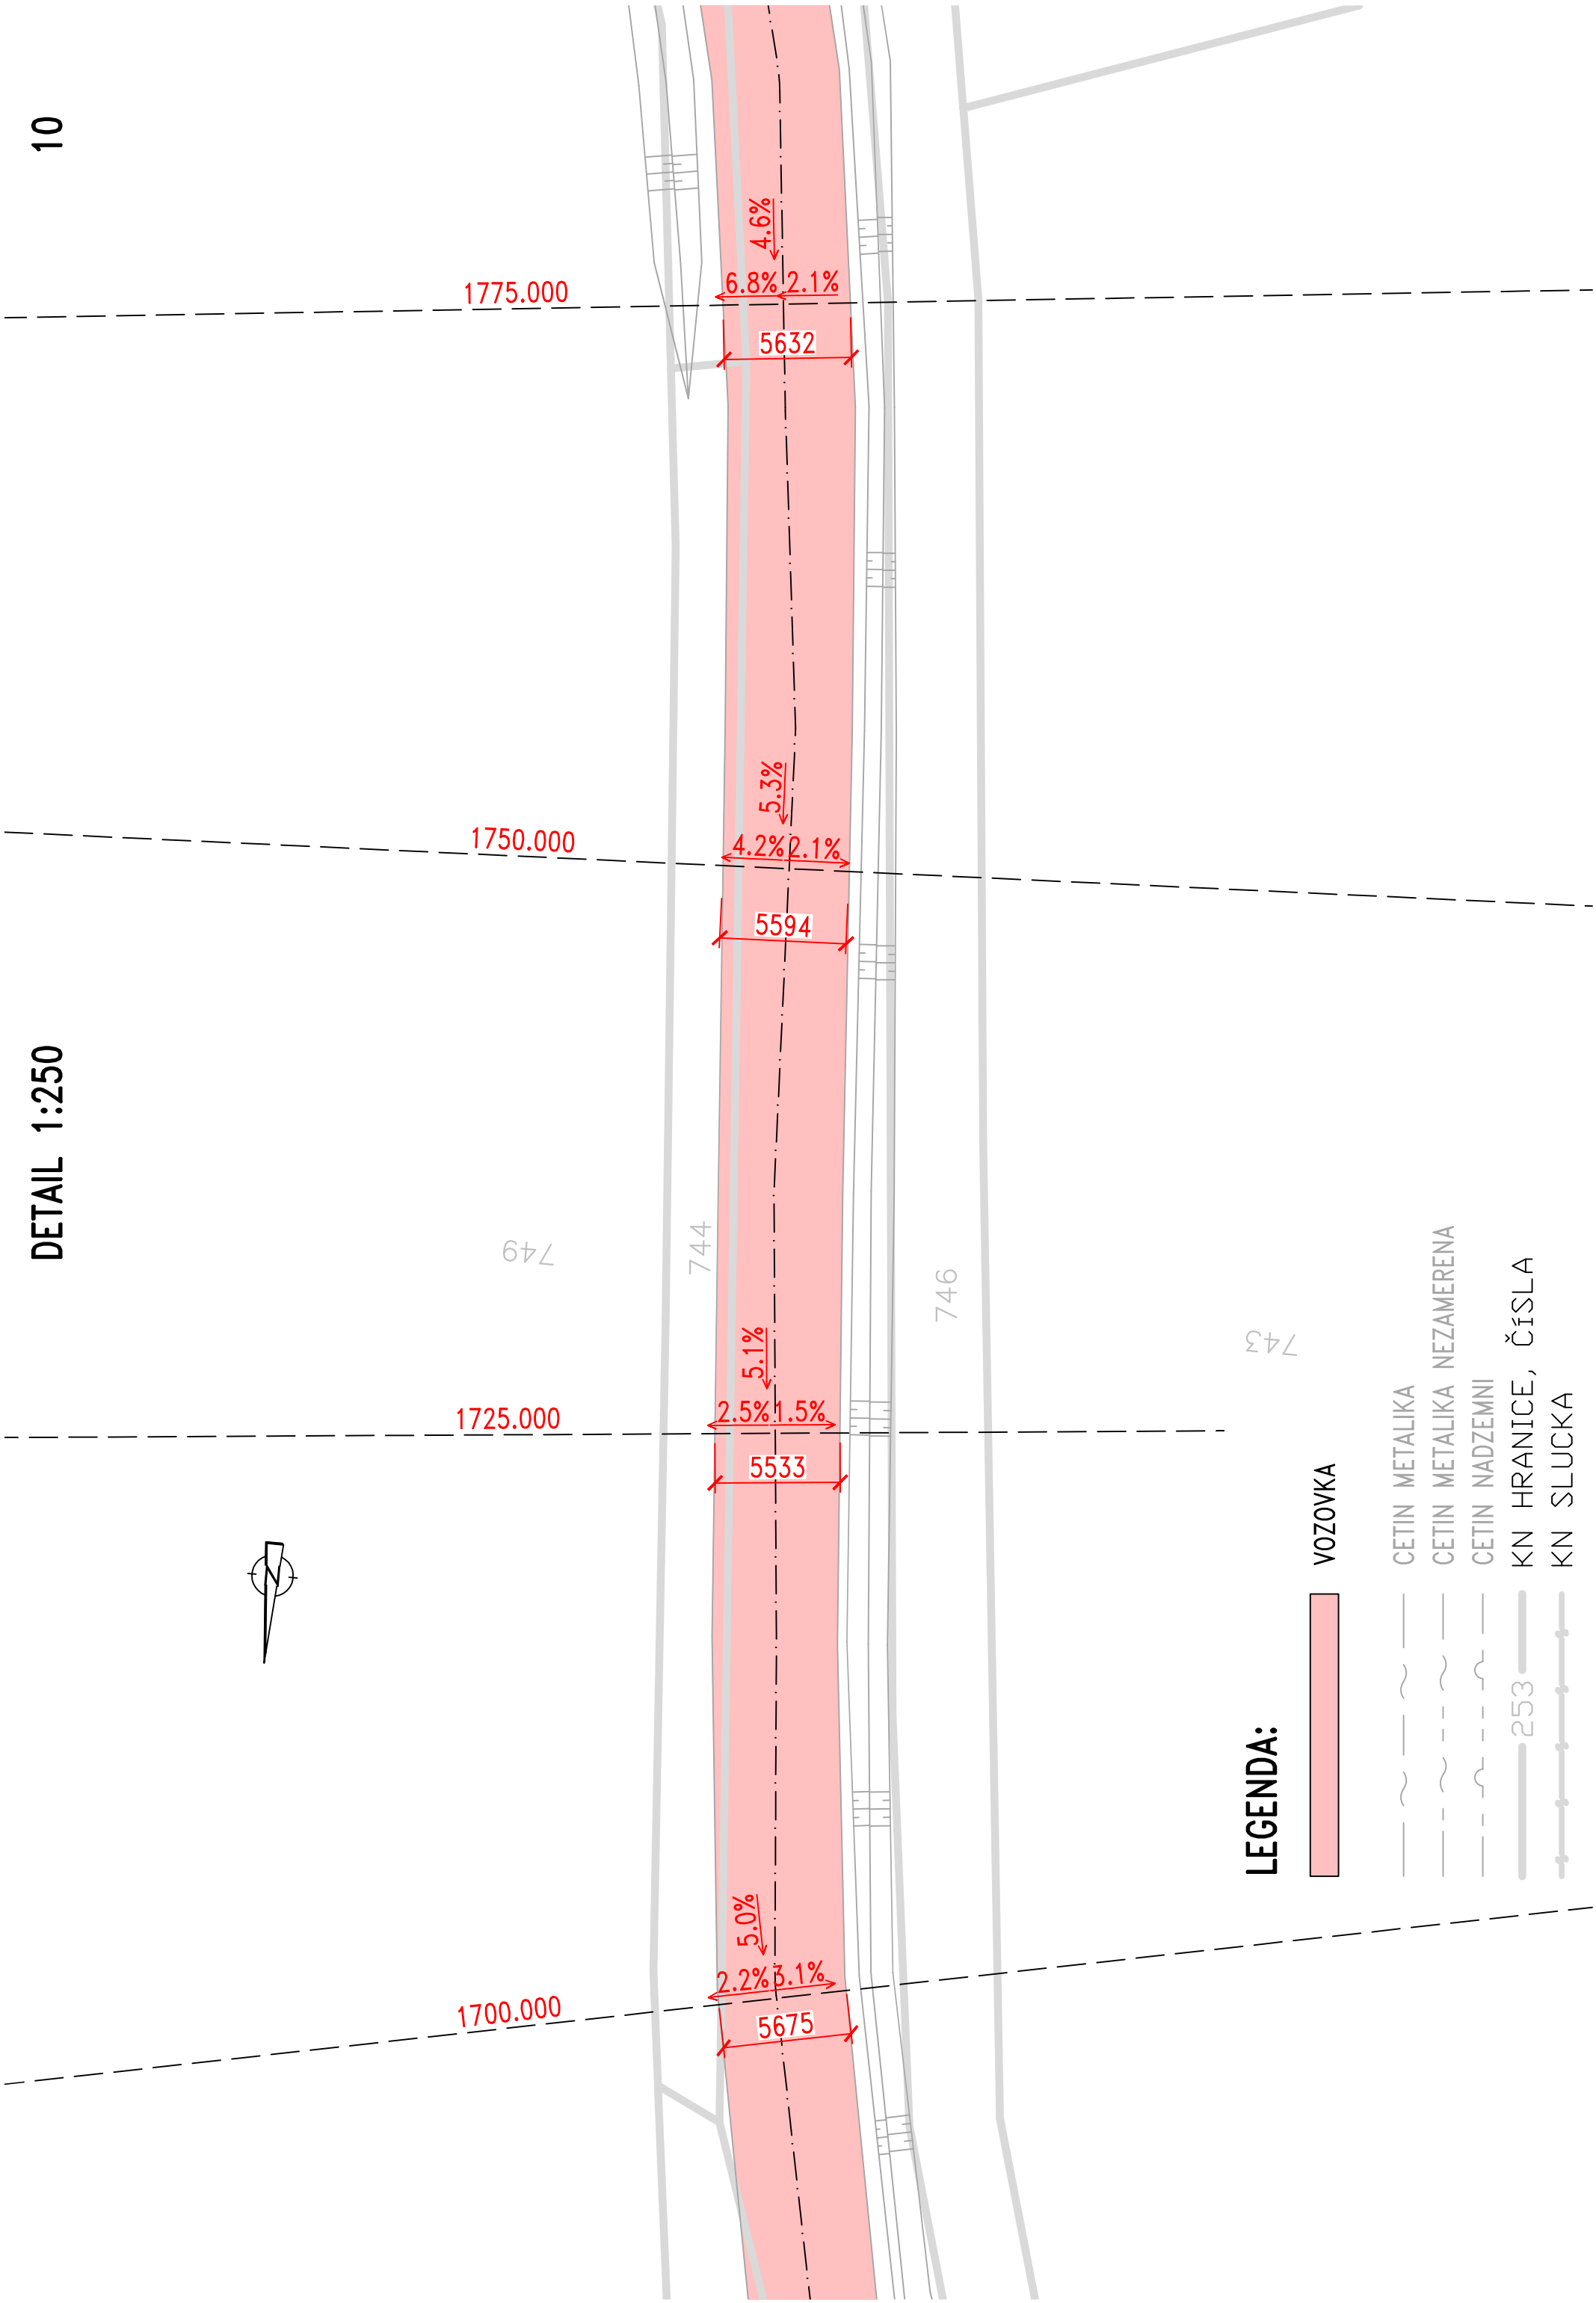 10
DETAIL 1:250
1775.000
4.6%
6.8% 2.1%
5632
1750.000
5.3%
4.2% 2.1%
5594
749
744
746
743
1725.000
5.1%
2.5% 1.5%
5533
1700.000
5.0%
2.2% 3.1%
5675
LEGENDA:
VOZOVKA
CETIN METALIKA
CETIN METALIKA NEZAMERENA
CETIN NADZEMNI
253 KN HRANICE, ČÍSLA
KN SLUCKA